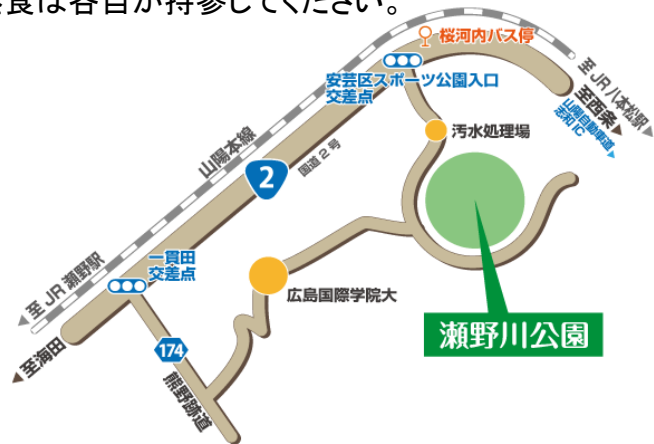 食は各自が持参してください。
桜河内バス停
安芸区スポーツ公園入口
交差点
至JR八本松駅
至西条
山陽自動車道
志和IC
汚水処理場
山陽本線
国道2号
2
一貫田
交差点
至JR瀬野駅
至海田
広島国際学院大
174
熊野跡道
瀬野川公園